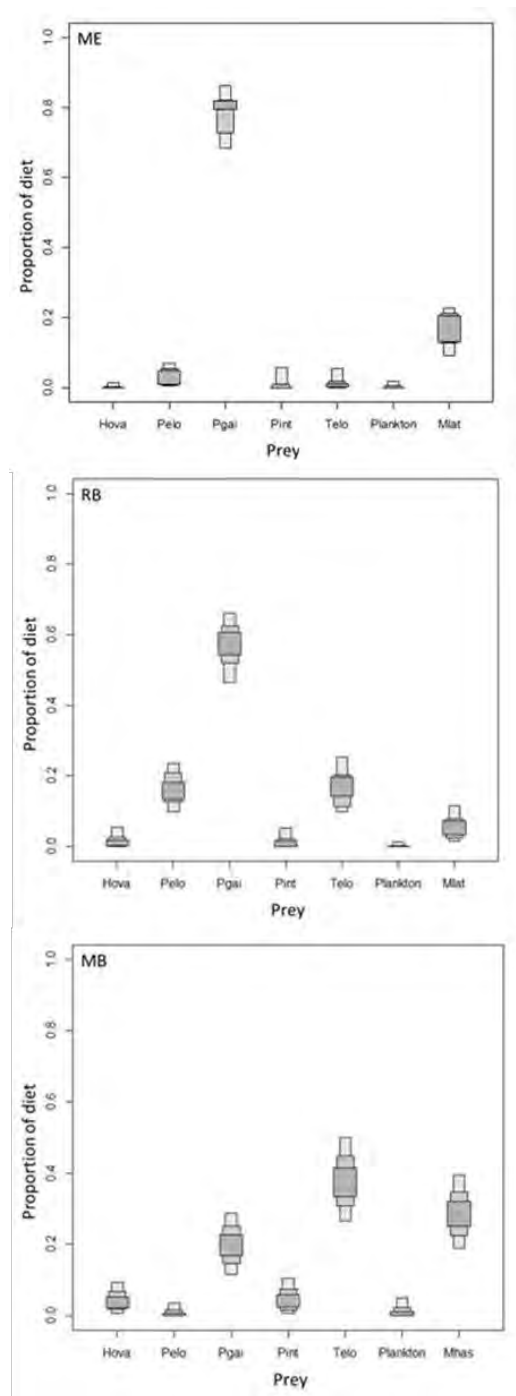 ME
Proportion of diet
1.0
0.8
0.6
0.4
0.2
0.0
Hova Pelo Pgai Pint Telo Plankton Mlat
Prey
RB
Proportion of diet
1.0
0.8
0.6
0.4
0.2
0.0
Hova Pelo Pgai Pint Telo Plankton Mlat
Prey
MB
Proportion of diet
1.0
0.8
0.6
0.4
0.2
0.0
Hova Pelo Pgai Pint Telo Plankton Mhas
Prey